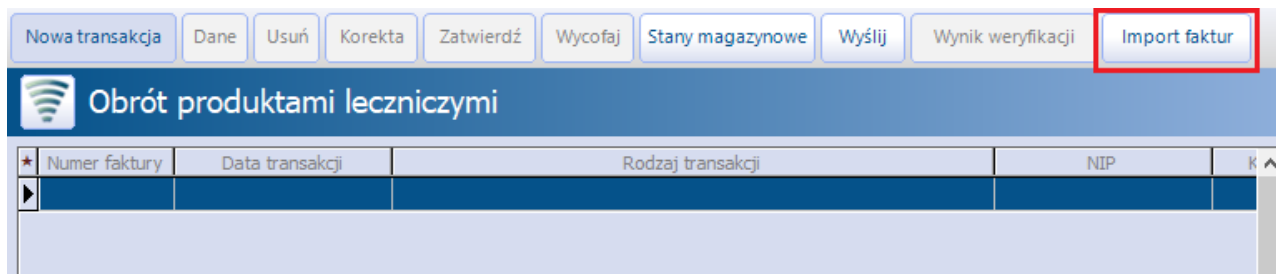 Nowa transakcja Dane Usuń Korekta Zatwierdź Wycofaj Stany magazynowe Wyślij Wynik weryfikacji Import faktur
Obrót produktami leczniczymi
* Numer faktury Data transakcji Rodzaj transakcji NIP K